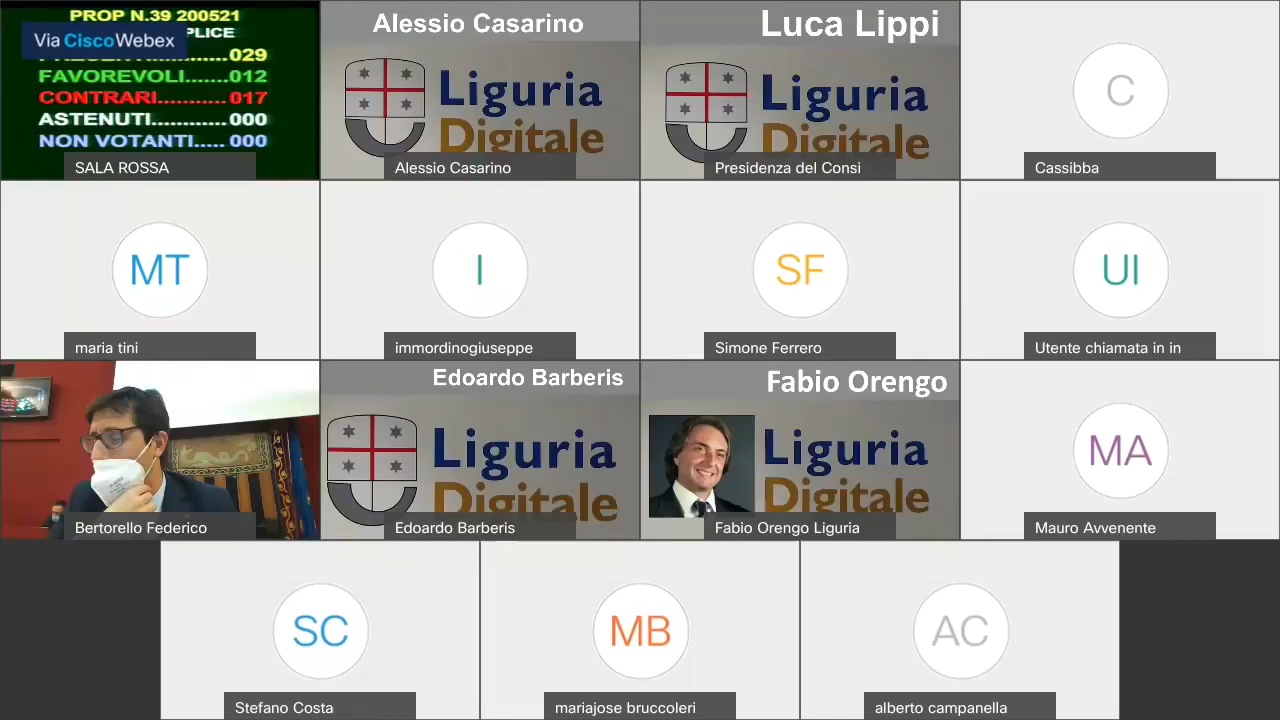 PROP N.39 200521
Via Cisco Webex
PLICE
029
FAVOREVOLI.......012
CONTRARI...........017
ASTENUTI............000
NON VOTANTI.....000
SALA ROSSA
Alessio Casarino
Liguria
Digitale
Alessio Casarino
Luca Lippi
Liguria
Digitale
Presidenza del Consi
C
Cassibba
MT
maria tini
I
immordinogiuseppe
SF
Simone Ferrero
UI
Utente chiamata in in
Bertorello Federico
Edoardo Barberis
Liguria
Digitale
Edoardo Barberis
Fabio Orengo
Liguria
Digitale
Fabio Orengo Liguria
MA
Mauro Avvenente
SC
Stefano Costa
MB
mariajose bruccoleri
AC
alberto campanella